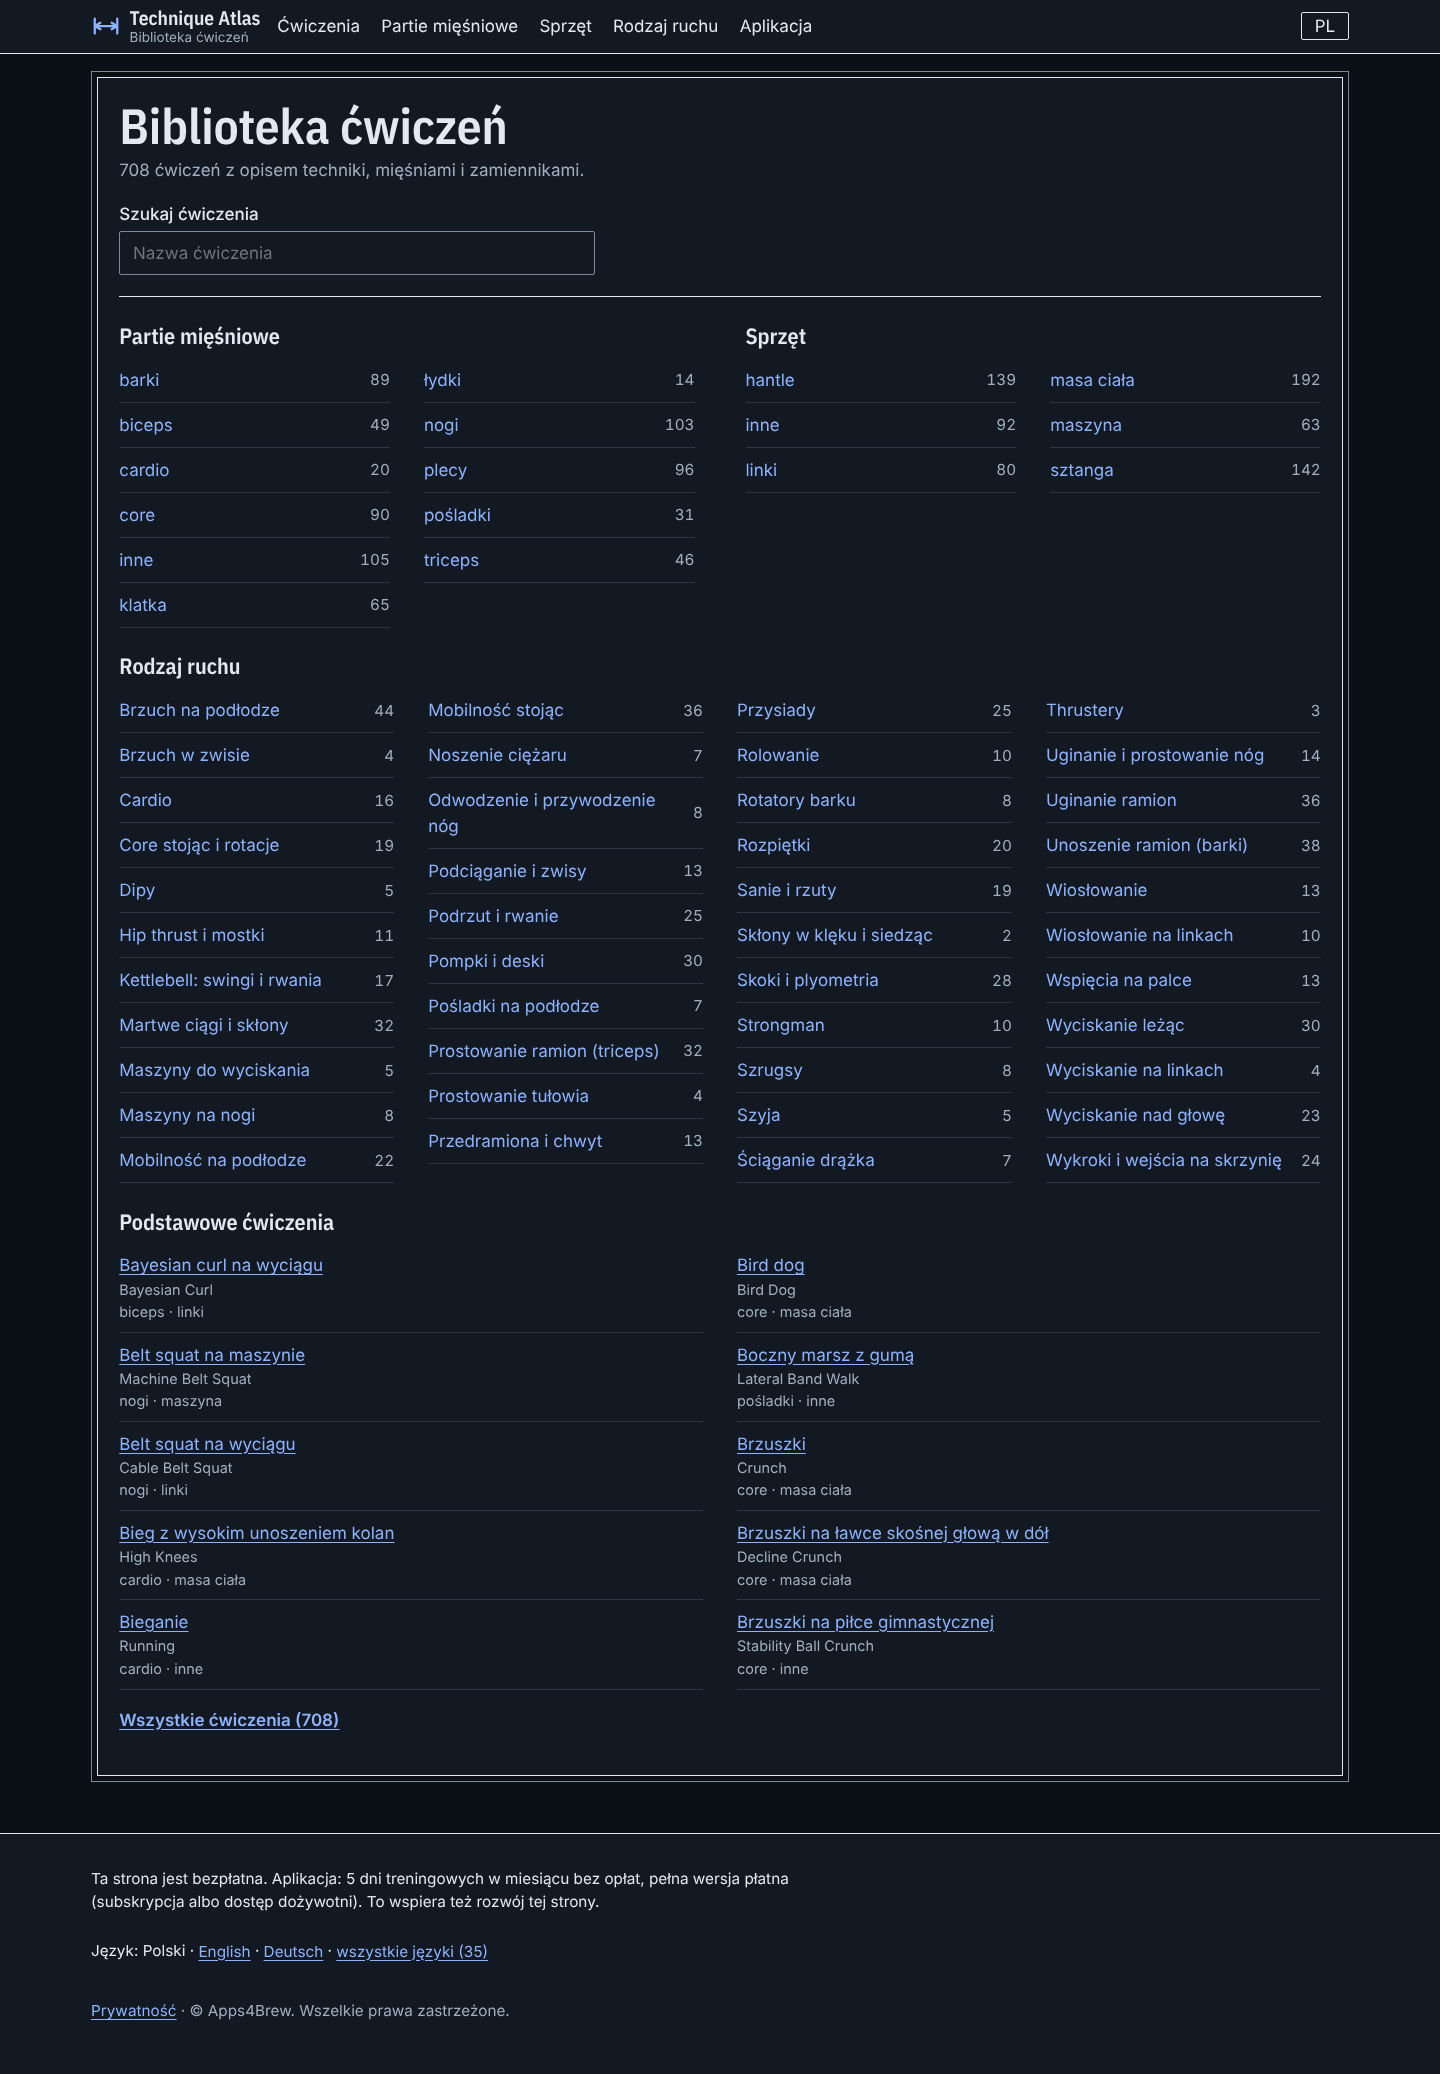 Technique Atlas
Biblioteka ćwiczeń
Ćwiczenia
Partie mięśniowe
Sprzęt
Rodzaj ruchu
Aplikacja
PL
Biblioteka ćwiczeń
708 ćwiczeń z opisem techniki, mięśniami i zamiennikami.
Szukaj ćwiczenia
Nazwa ćwiczenia
Partie mięśniowe
barki 89
biceps 49
cardio 20
core 90
inne 105
klatka 65
łydki 14
nogi 103
plecy 96
pośladki 31
triceps 46
Sprzęt
hantle 139
inne 92
linki 80
masa ciała 192
maszyna 63
sztanga 142
Rodzaj ruchu
Brzuch na podłodze 44
Brzuch w zwisie 4
Cardio 16
Core stojąc i rotacje 19
Dipy 5
Hip thrust i mostki 11
Kettlebell: swingi i rwania 17
Martwe ciągi i skłony 32
Maszyny do wyciskania 5
Maszyny na nogi 8
Mobilność na podłodze 22
Mobilność stojąc 36
Noszenie ciężaru 7
Odwodzenie i przywodzenie
nóg 8
Podciąganie i zwisy 13
Podrzut i rwanie 25
Pompki i deski 30
Pośladki na podłodze 7
Prostowanie ramion (triceps) 32
Prostowanie tułowia 4
Przedramiona i chwyt 13
Przysiady 25
Rolowanie 10
Rotatory barku 8
Rozpiętki 20
Sanie i rzuty 19
Skłony w klęku i siedząc 2
Skoki i plyometria 28
Strongman 10
Szrugsy 8
Szyja 5
Ściąganie drążka 7
Thrustery 3
Uginanie i prostowanie nóg 14
Uginanie ramion 36
Unoszenie ramion (barki) 38
Wiosłowanie 13
Wiosłowanie na linkach 10
Wspięcia na palce 13
Wyciskanie leżąc 30
Wyciskanie na linkach 4
Wyciskanie nad głowę 23
Wykroki i wejścia na skrzynię 24
Podstawowe ćwiczenia
Bayesian curl na wyciągu
Bayesian Curl
biceps · linki
Belt squat na maszynie
Machine Belt Squat
nogi · maszyna
Belt squat na wyciągu
Cable Belt Squat
nogi · linki
Bieg z wysokim unoszeniem kolan
High Knees
cardio · masa ciała
Bieganie
Running
cardio · inne
Bird dog
Bird Dog
core · masa ciała
Boczny marsz z gumą
Lateral Band Walk
pośladki · inne
Brzuszki
Crunch
core · masa ciała
Brzuszki na ławce skośnej głową w dół
Decline Crunch
core · masa ciała
Brzuszki na piłce gimnastycznej
Stability Ball Crunch
core · inne
Wszystkie ćwiczenia (708)
Ta strona jest bezpłatna. Aplikacja: 5 dni treningowych w miesiącu bez opłat, pełna wersja płatna
(subskrypcja albo dostęp dożywotni). To wspiera też rozwój tej strony.
Język: Polski · English · Deutsch · wszystkie języki (35)
Prywatność · © Apps4Brew. Wszelkie prawa zastrzeżone.